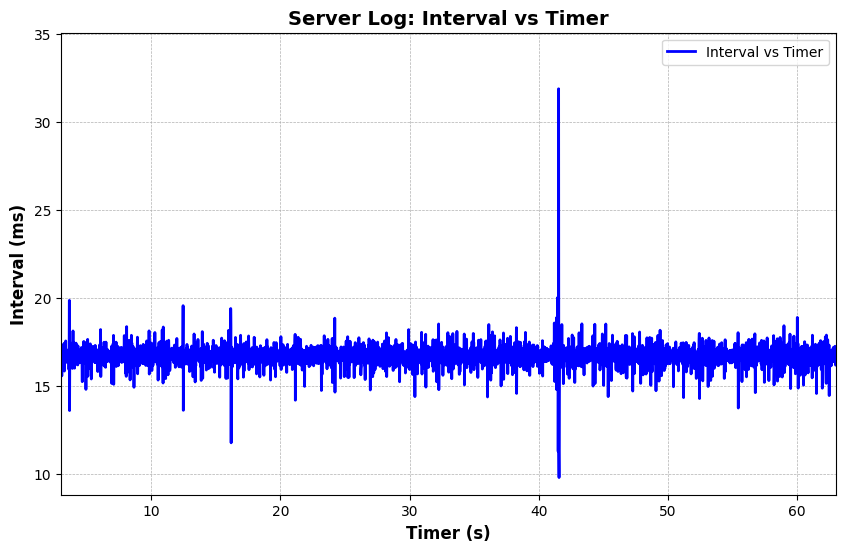 Server Log: Interval vs Timer
Interval vs Timer
35
30
25
20
15
10
Interval (ms)
10 20 30 40 50 60
Timer (s)